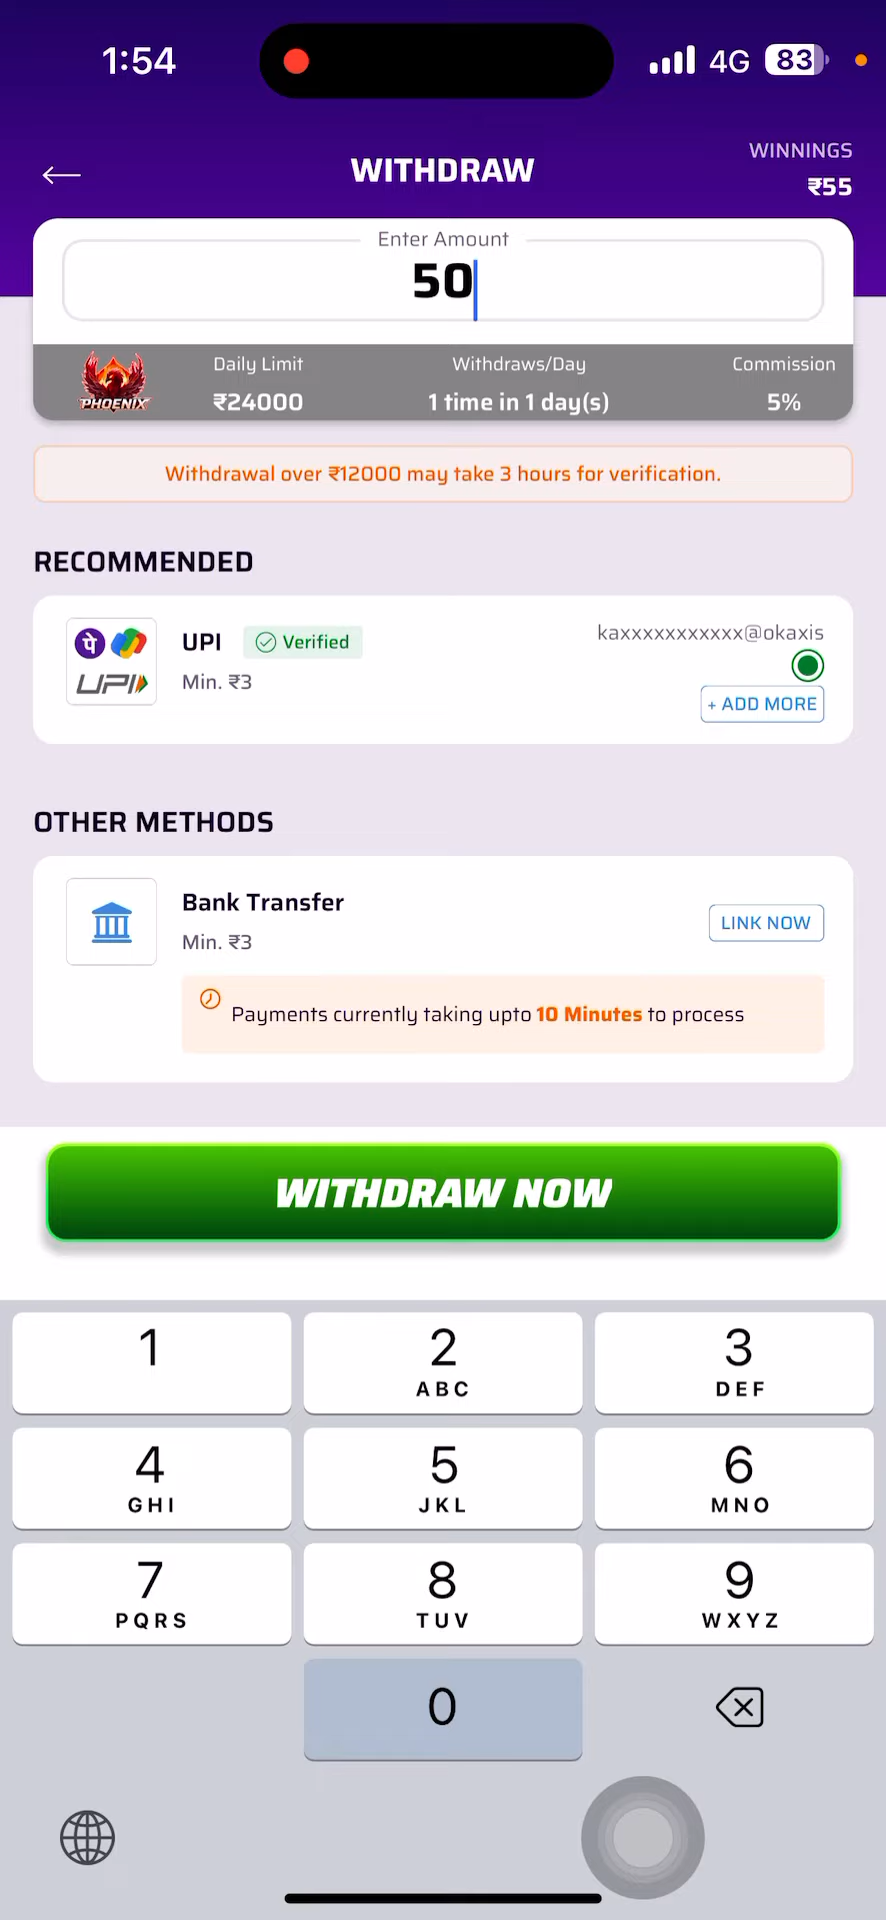 1:54
4G 83
WITHDRAW
WINNINGS
₹55
Enter Amount
50
PHOENIX
Daily Limit
₹24000
Withdraws/Day
1 time in 1 day(s)
Commission
5%
Withdrawal over ₹12000 may take 3 hours for verification.
RECOMMENDED
पे
UPI
UPI
Verified
Min. ₹3
kaxxxxxxxxxxx@okaxis
+ ADD MORE
OTHER METHODS
Bank Transfer
Min. ₹3
LINK NOW
Payments currently taking upto 10 Minutes to process
WITHDRAW NOW
1
2
ABC
3
DEF
4
GHI
5
JKL
6
MNO
7
PQRS
8
TUV
9
WXYZ
0